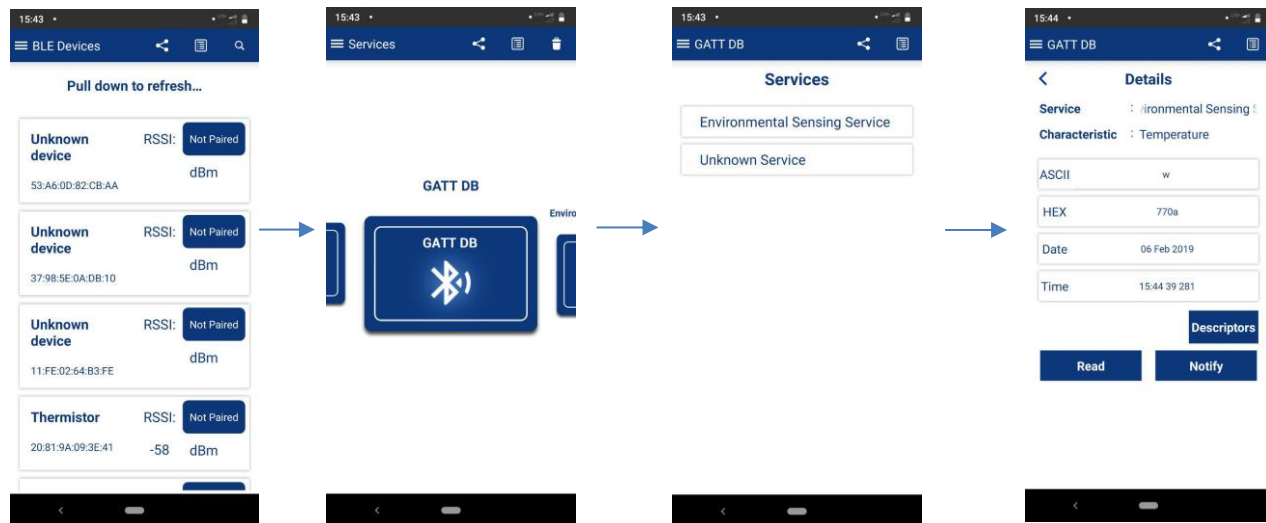 15:43
BLE Devices
Pull down to refresh...
Unknown device
RSSI:
Not Paired
dBm
53:A6:0D:82:CB:AA
Unknown device
RSSI:
Not Paired
dBm
37:98:5E:0A:DB:10
Unknown device
RSSI:
Not Paired
dBm
11:FE:02:64:B3:FE
Thermistor
RSSI:
Not Paired
20:81:9A:09:3E:41
-58
dBm
15:43
Services
GATT DB
Enviro
GATT DB
15:43
GATT DB
Services
Environmental Sensing Service
Unknown Service
15:44
GATT DB
Details
Service : ironmental Sensing
Characteristic : Temperature
ASCII w
HEX 770a
Date 06 Feb 2019
Time 15:44 39 281
Descriptors
Read
Notify